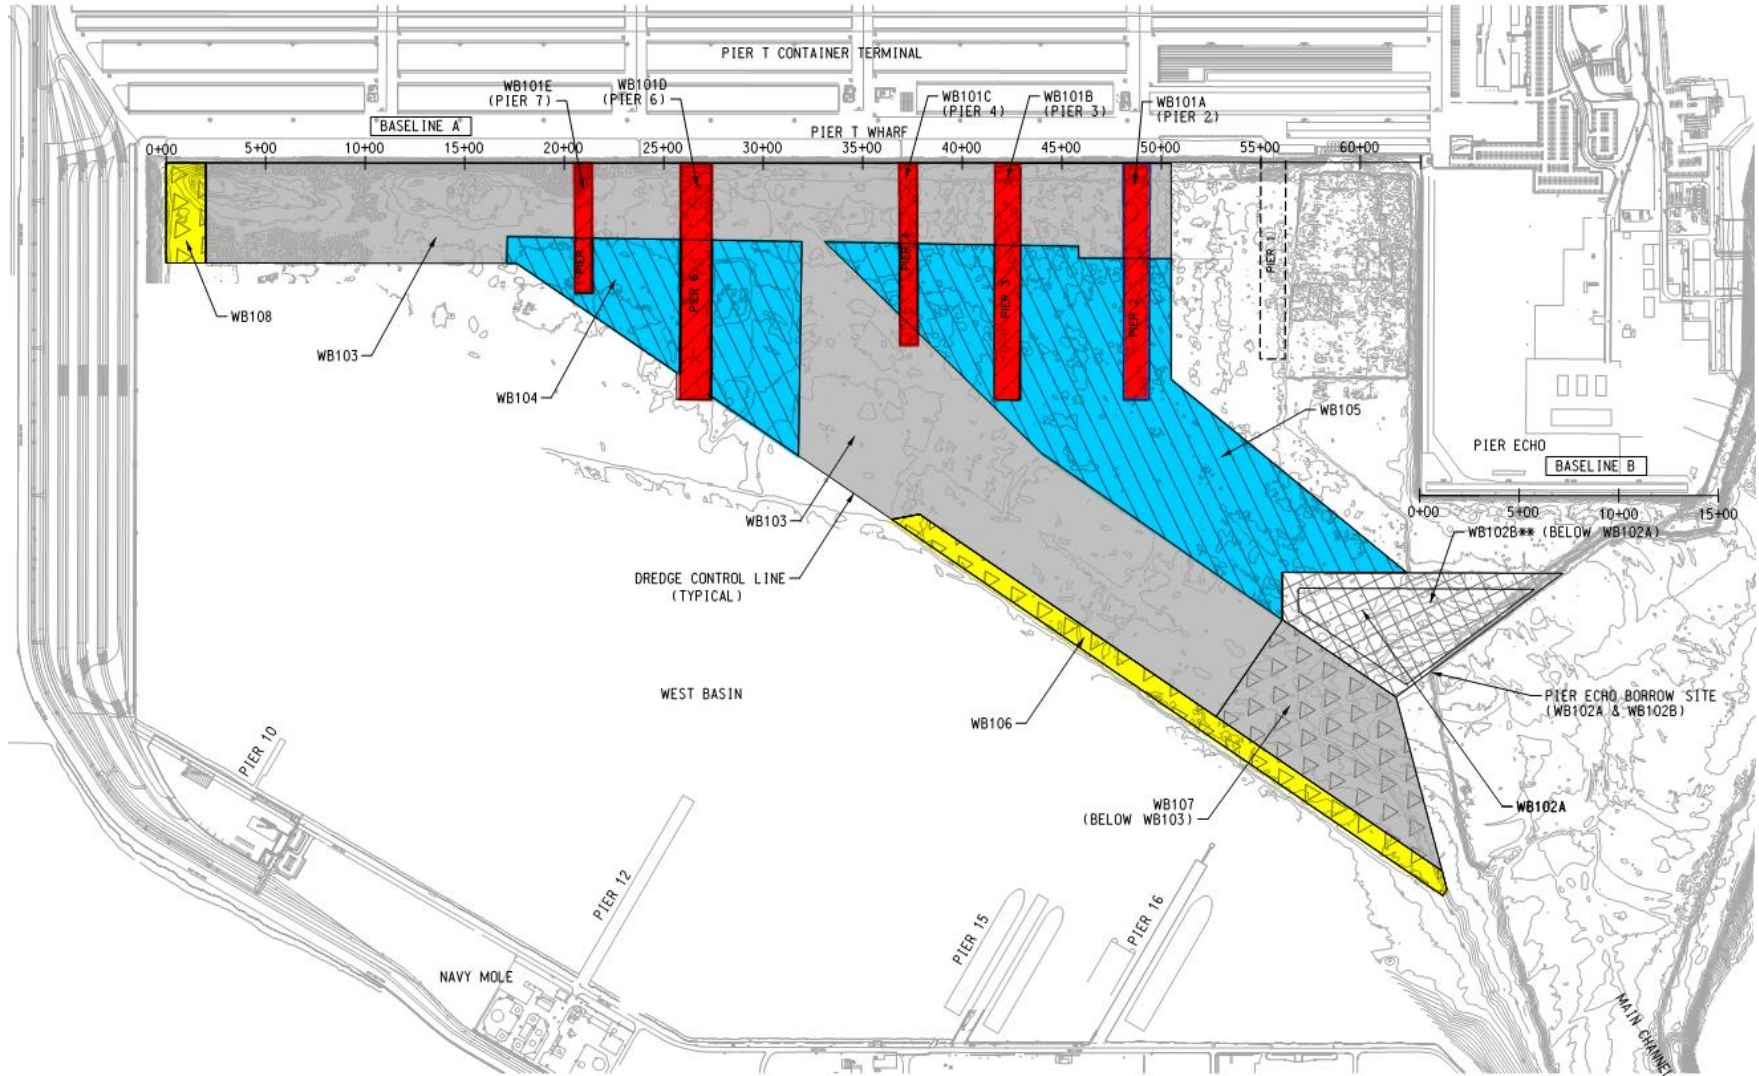 PIER T CONTAINER TERMINAL
WB101E
(PIER 7)
WB101D
(PIER 6)
WB101C
(PIER 4)
WB101B
(PIER 3)
WB101A
(PIER 2)
"BASELINE A"
PIER T WHARF
0+00
5+00
10+00
15+00
20+00
25+00
30+00
35+00
40+00
45+00
50+00
55+00
60+00
PIER 7
PIER 6
PIER 4
PIER 3
PIER 2
PIER 1
WB108
WB103
WB104
WB105
PIER ECHO
BASELINE B
0+00
5+00
10+00
15+00
WB103
WB102B** (BELOW WB102A)
DREDGE CONTROL LINE
(TYPICAL)
WEST BASIN
WB106
PIER ECHO BORROW SITE
(WB102A & WB102B)
WB107
(BELOW WB103)
WB102A
PIER 10
PIER 12
PIER 15
PIER 16
NAVY MOLE
MAIN CHANNEL